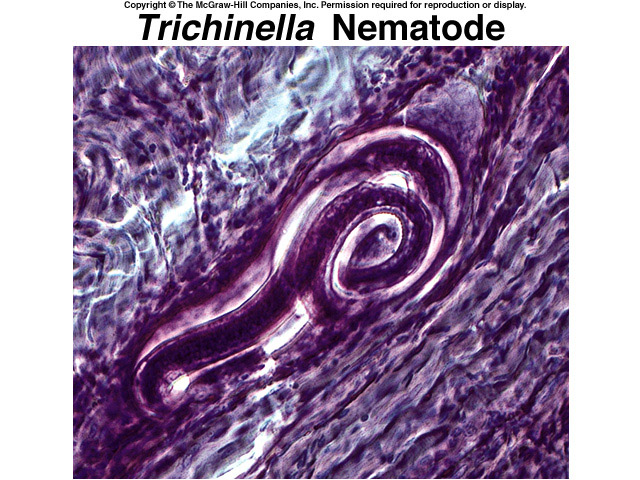 Copyright © The McGraw-Hill Companies, Inc. Permission required for reproduction or display.
Trichinella Nematode